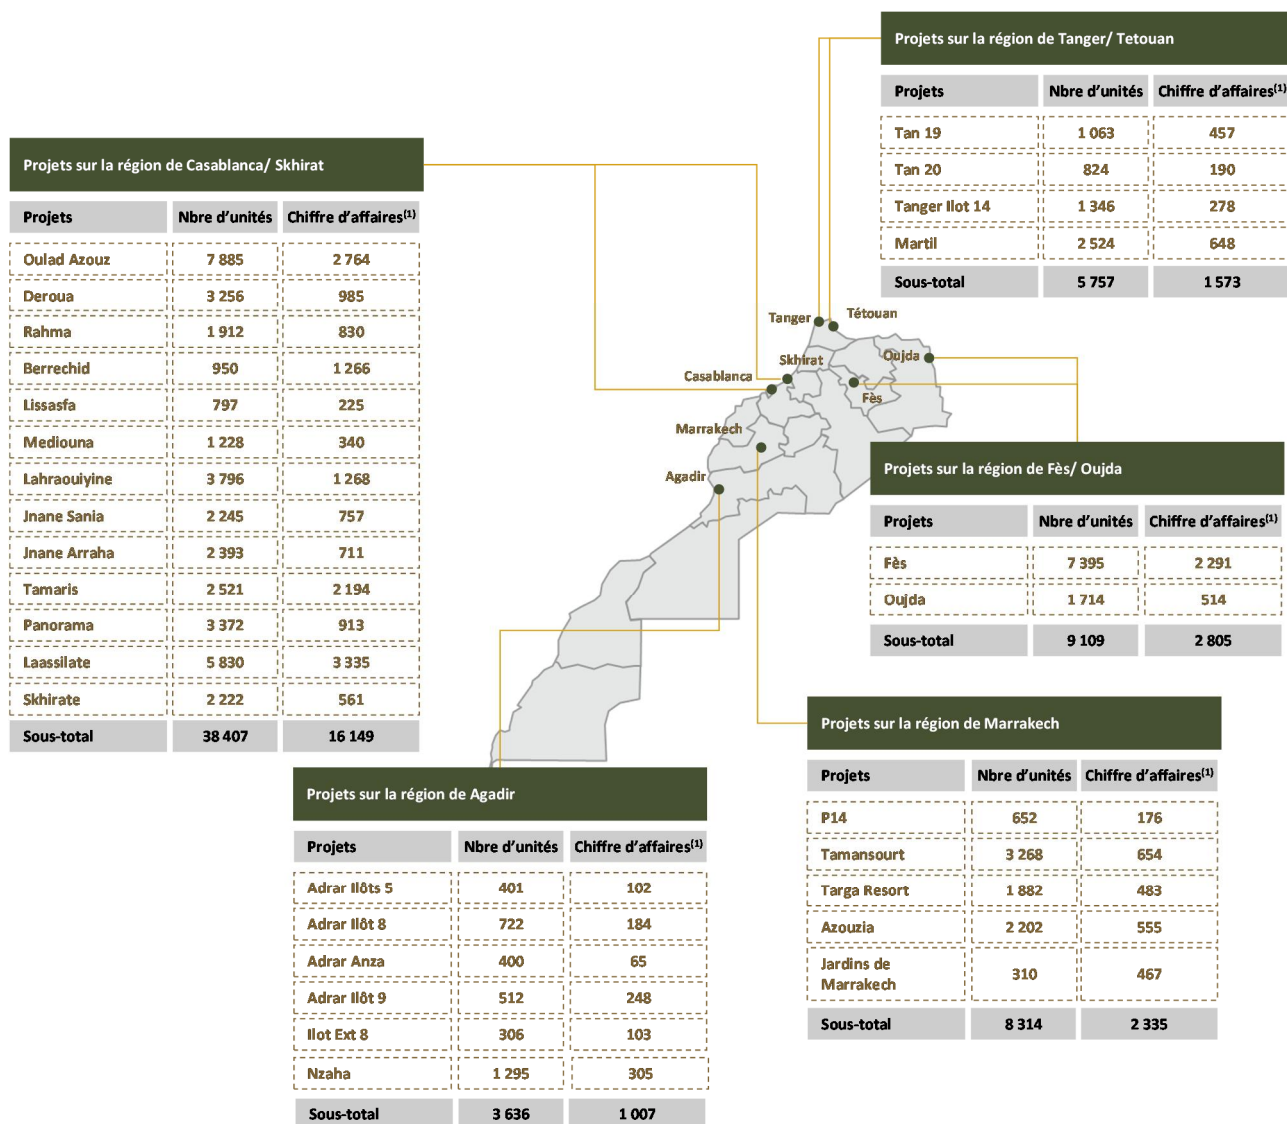 Projets sur la région de Tanger/ Tetouan
Projets Nbre d’unités Chiffre d’affaires(1)
Tan 19 1 063 457
Tan 20 824 190
Tanger Ilot 14 1 346 278
Martil 2 524 648
Sous-total 5 757 1 573
Projets sur la région de Casablanca/ Skhirat
Projets Nbre d’unités Chiffre d’affaires(1)
Oulad Azouz 7 885 2 764
Deroua 3 256 985
Rahma 1 912 830
Berrechid 950 1 266
Lissasfa 797 225
Mediouna 1 228 340
Lahraouiyine 3 796 1 268
Jnane Sania 2 245 757
Jnane Arraha 2 393 711
Tamaris 2 521 2 194
Panorama 3 372 913
Laassilate 5 830 3 335
Skhirate 2 222 561
Sous-total 38 407 16 149
Tanger
Tétouan
Oujda
Skhirat
Casablanca
Fès
Marrakech
Agadir
Projets sur la région de Fès/ Oujda
Projets Nbre d’unités Chiffre d’affaires(1)
Fès 7 395 2 291
Oujda 1 714 514
Sous-total 9 109 2 805
Projets sur la région de Marrakech
Projets Nbre d’unités Chiffre d’affaires(1)
P14 652 176
Tamansourt 3 268 654
Targa Resort 1 882 483
Azouzia 2 202 555
Jardins de
Marrakech 310 467
Sous-total 8 314 2 335
Projets sur la région de Agadir
Projets Nbre d’unités Chiffre d’affaires(1)
Adrar Ilôts 5 401 102
Adrar Ilôt 8 722 184
Adrar Anza 400 65
Adrar Ilôt 9 512 248
Ilot Ext 8 306 103
Nzaha 1 295 305
Sous-total 3 636 1 007